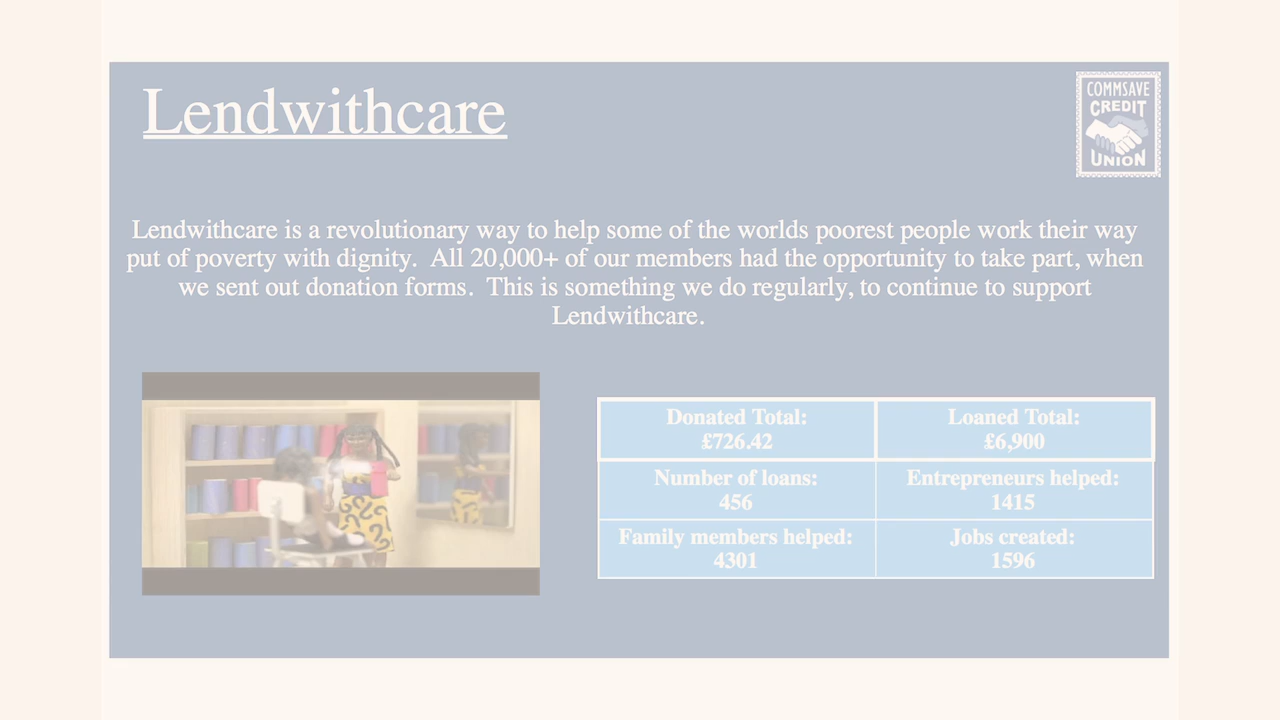 Lendwithcare
COMMSAVE
CREDIT
UNION
Lendwithcare is a revolutionary way to help some of the worlds poorest people work their way
put of poverty with dignity.  All 20,000+ of our members had the opportunity to take part, when
we sent out donation forms.  This is something we do regularly, to continue to support
Lendwithcare.
Donated Total:
£726.42
Loaned Total:
£6,900
Number of loans:
456
Entrepreneurs helped:
1415
Family members helped:
4301
Jobs created:
1596